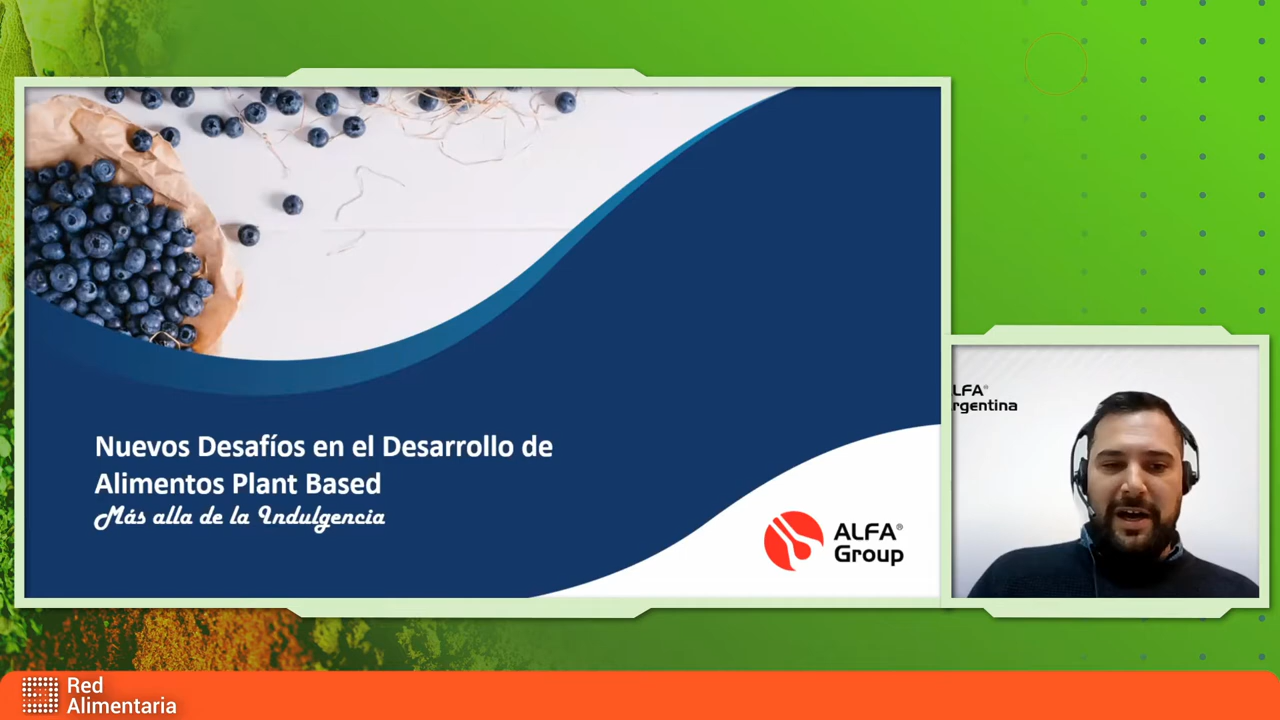 Nuevos Desafíos en el Desarrollo de
Alimentos Plant Based
Más alla de la Indulgencia
ALFA®
Group
LFA®
rgentina
Red
Alimentaria